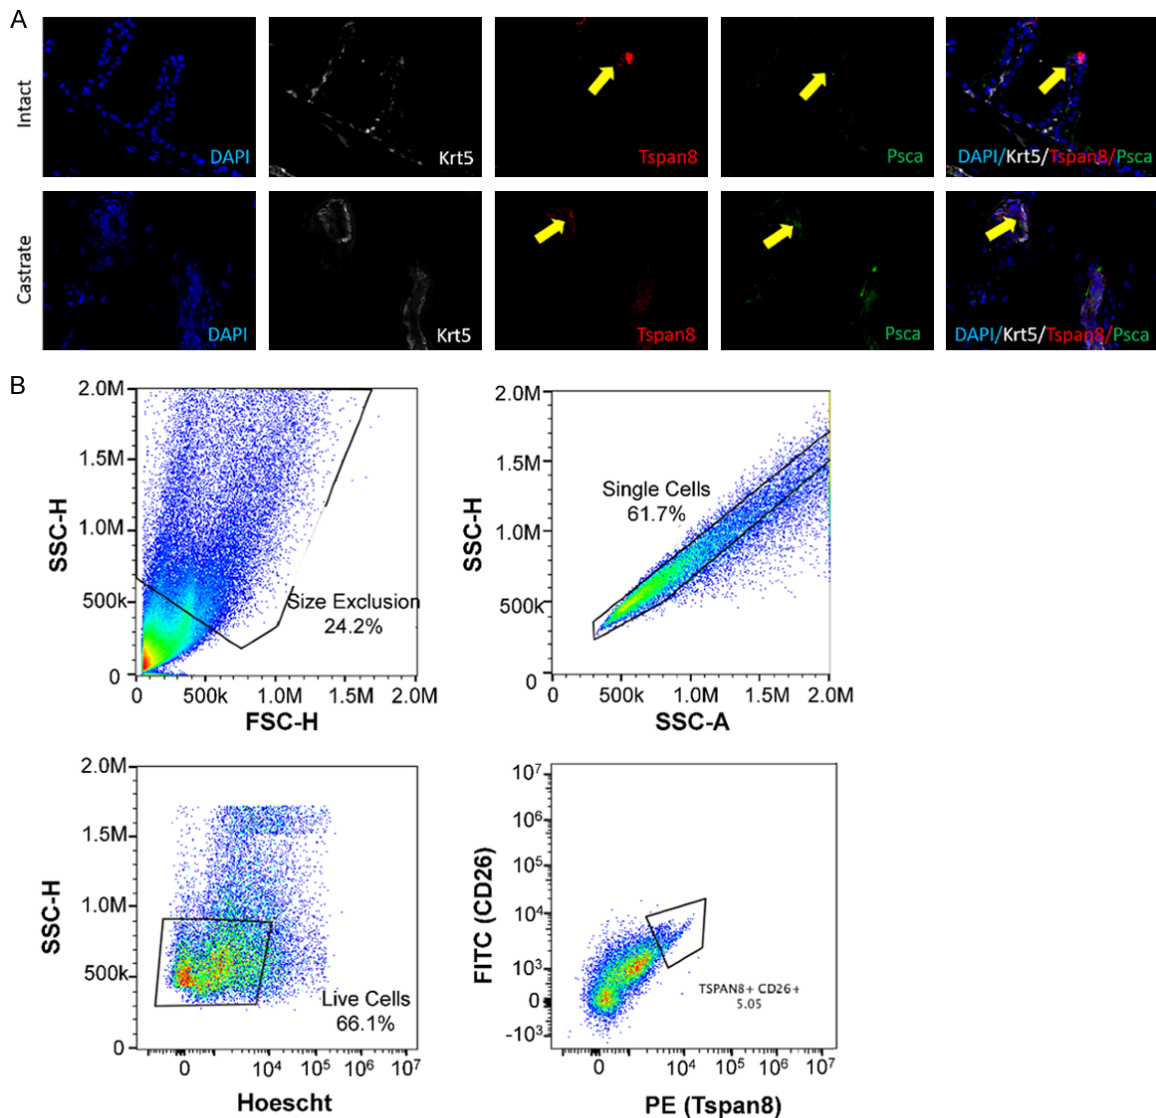 A
Intact
DAPI
Krt5
Tspan8
Psca
DAPI/Krt5/Tspan8/Psca
Castrate
DAPI
Krt5
Tspan8
Psca
DAPI/Krt5/Tspan8/Psca
B
SSC-H
2.0M
1.5M
1.0M
500k
0
Size Exclusion
24.2%
0
500k
1.0M
1.5M
2.0M
FSC-H
SSC-H
2.0M
1.5M
1.0M
500k
0
Single Cells
61.7%
0
500k
1.0M
1.5M
2.0M
SSC-A
SSC-H
2.0M
1.5M
1.0M
500k
0
Live Cells
66.1%
0
10⁴
10⁵
10⁶
10⁷
Hoescht
FITC (CD26)
10⁷
10⁶
10⁵
10⁴
10³
0
-10³
TSPAN8+ CD26+
5.05
0
10⁴
10⁵
10⁶
10⁷
PE (Tspan8)